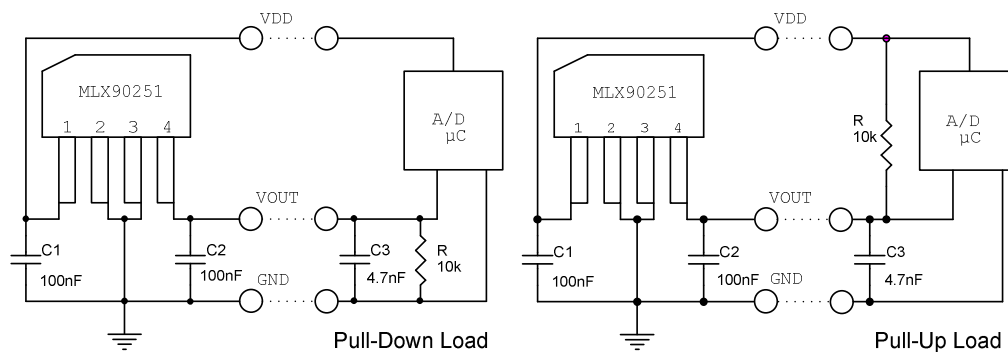 VDD
MLX90251
1 2 3 4
A/D
µC
VOUT
C1
100nF
C2
100nF
C3
4.7nF
R
10k
GND
Pull-Down Load
VDD
MLX90251
1 2 3 4
R
10k
A/D
µC
VOUT
C1
100nF
C2
100nF
C3
4.7nF
GND
Pull-Up Load